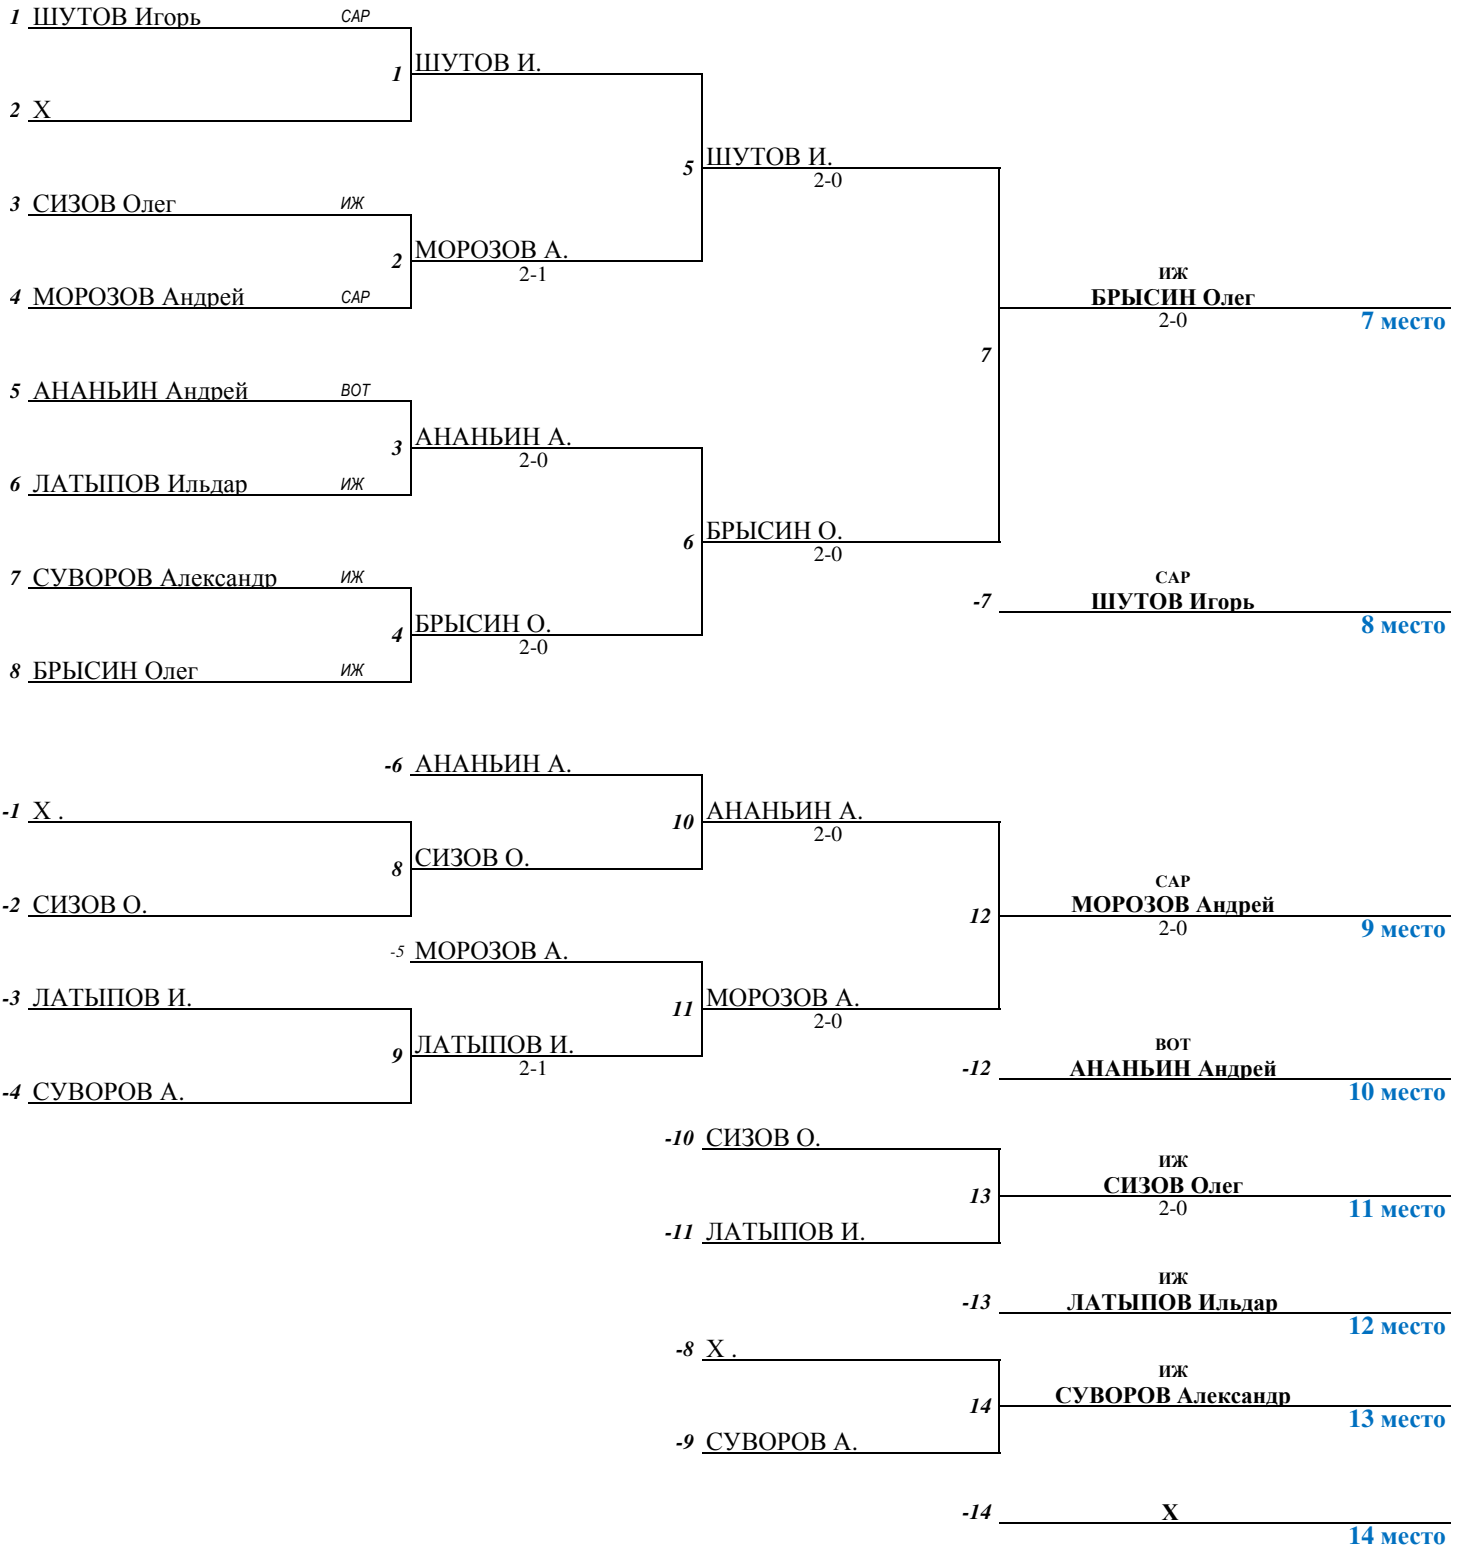 1 ШУТОВ Игорь САР
1 ШУТОВ И.
2 Х
5 ШУТОВ И.
2-0
3 СИЗОВ Олег ИЖ
2 МОРОЗОВ А.
2-1
ИЖ
4 МОРОЗОВ Андрей САР
БРЫСИН Олег
2-0 7 место
7
5 АНАНЬИН Андрей ВОТ
3 АНАНЬИН А.
2-0
6 ЛАТЫПОВ Ильдар ИЖ
6 БРЫСИН О.
2-0
7 СУВОРОВ Александр ИЖ
САР
-7 ШУТОВ Игорь
8 место
4 БРЫСИН О.
2-0
8 БРЫСИН Олег ИЖ
-6 АНАНЬИН А.
-1 Х .
10 АНАНЬИН А.
2-0
8 СИЗОВ О.
САР
-2 СИЗОВ О.
12 МОРОЗОВ Андрей
2-0 9 место
-5 МОРОЗОВ А.
-3 ЛАТЫПОВ И.
11 МОРОЗОВ А.
2-0
9 ЛАТЫПОВ И.
2-1
ВОТ
-12 АНАНЬИН Андрей
10 место
-4 СУВОРОВ А.
-10 СИЗОВ О.
ИЖ
13 СИЗОВ Олег
2-0 11 место
-11 ЛАТЫПОВ И.
ИЖ
-13 ЛАТЫПОВ Ильдар
12 место
-8 Х .
ИЖ
14 СУВОРОВ Александр
13 место
-9 СУВОРОВ А.
-14 Х
14 место